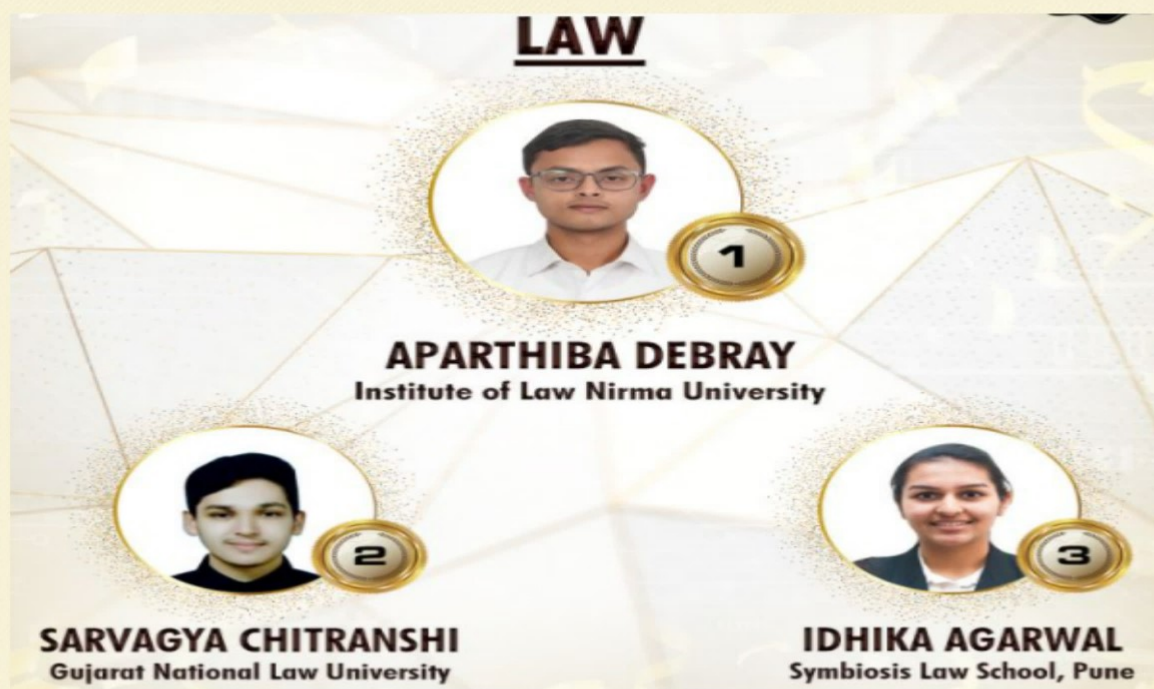 LAW
1
APARTHIBA DEBRAY
Institute of Law Nirma University
2
3
SARVAGYA CHITRANSHI
Gujarat National Law University
IDHIKA AGARWAL
Symbiosis Law School, Pune